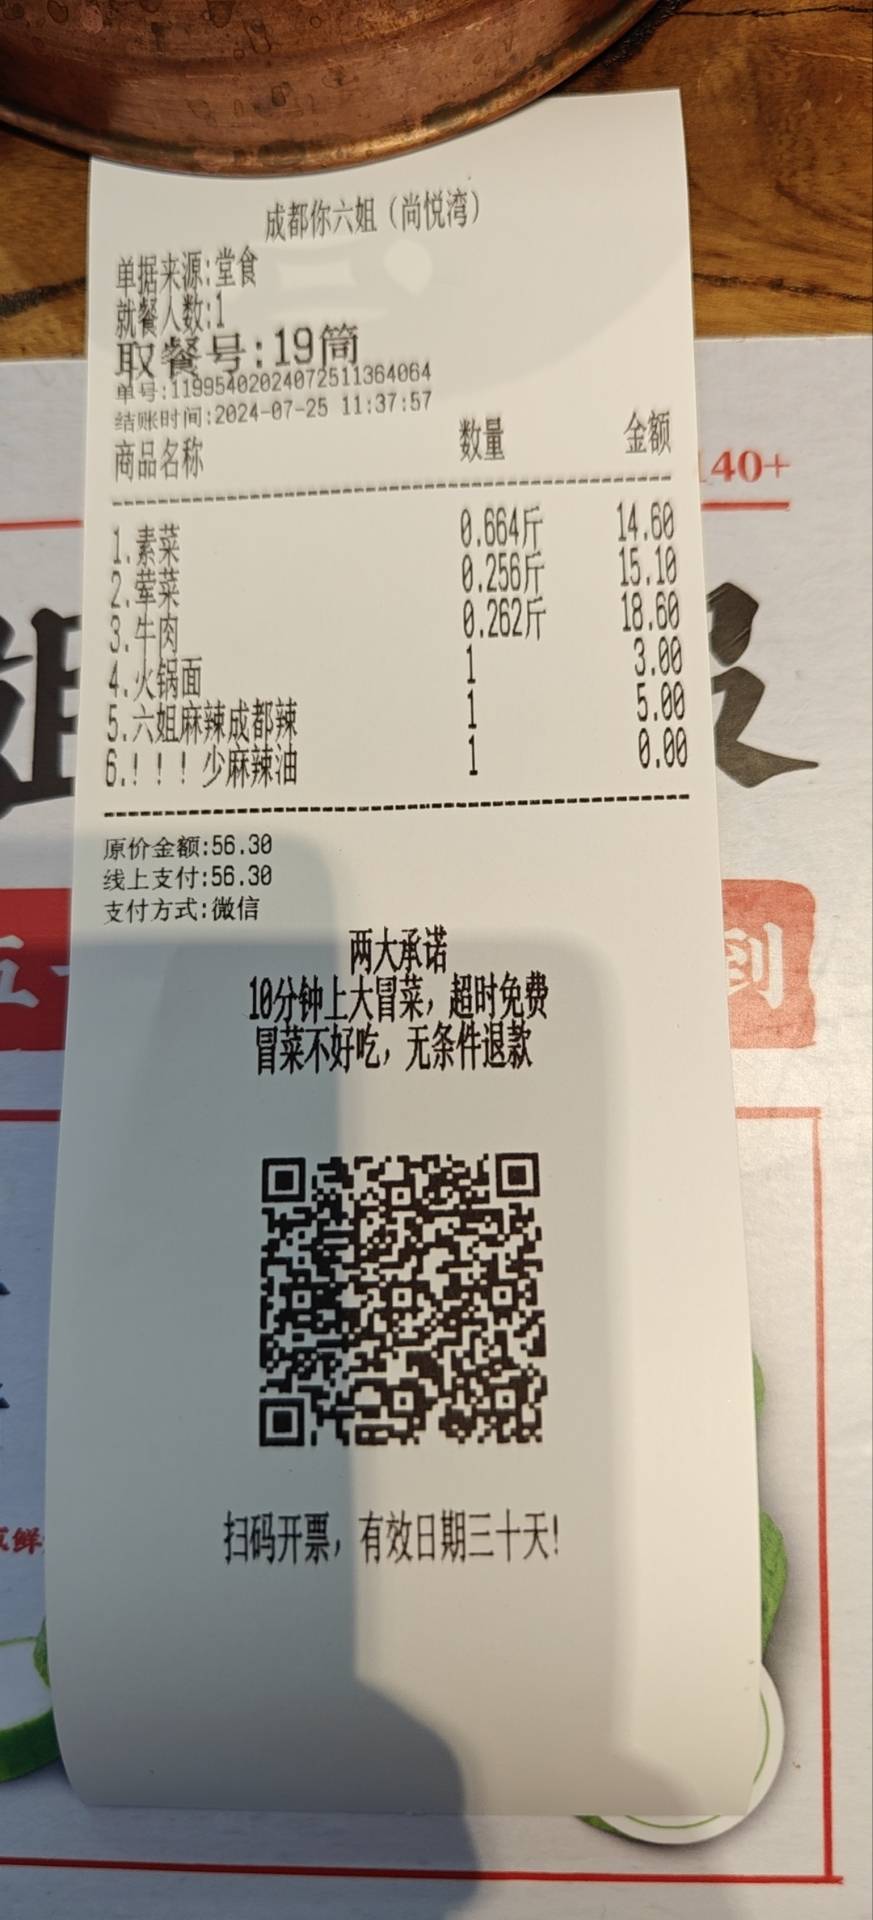 成都你六姐（尚悦湾）
单据来源:堂食
就餐人数:1
取餐号:19筒
单号:11995402024072511364064
结账时间:2024-07-25 11:37:57
商品名称 数量 金额
1.素菜 0.664斤 14.60
2.荤菜 0.256斤 15.10
3.牛肉 0.262斤 18.60
4.火锅面 1 3.00
5.六姐麻辣成都辣 1 5.00
6.！！！少麻辣油 1 0.00
原价金额:56.30
线上支付:56.30
支付方式:微信
两大承诺
10分钟上大冒菜，超时免费
冒菜不好吃，无条件退款
扫码开票，有效日期三十天!
140+
姐
五
到
鲜